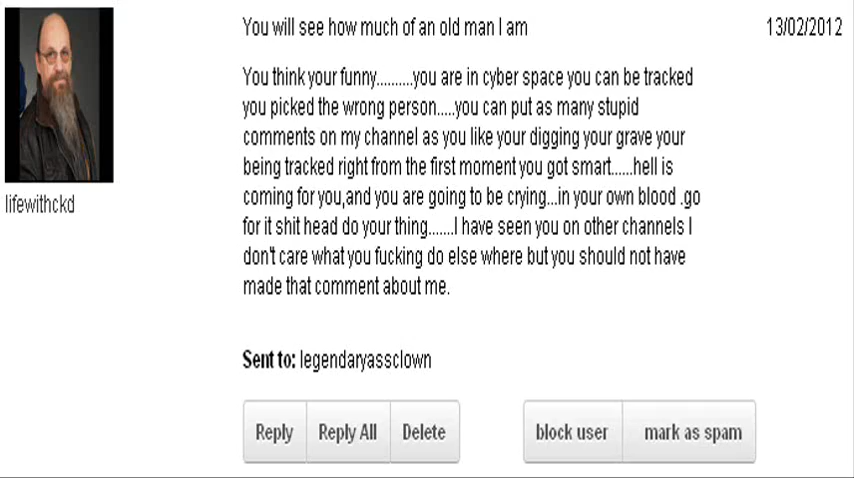 You will see how much of an old man I am
13/02/2012
You think your funny..........you are in cyber space you can be tracked
you picked the wrong person.....you can put as many stupid
comments on my channel as you like your digging your grave your
being tracked right from the first moment you got smart......hell is
coming for you,and you are going to be crying...in your own blood .go
for it shit head do your thing.......I have seen you on other channels I
don't care what you fucking do else where but you should not have
made that comment about me.
lifewithckd
Sent to: legendaryassclown
Reply
Reply All
Delete
block user
mark as spam